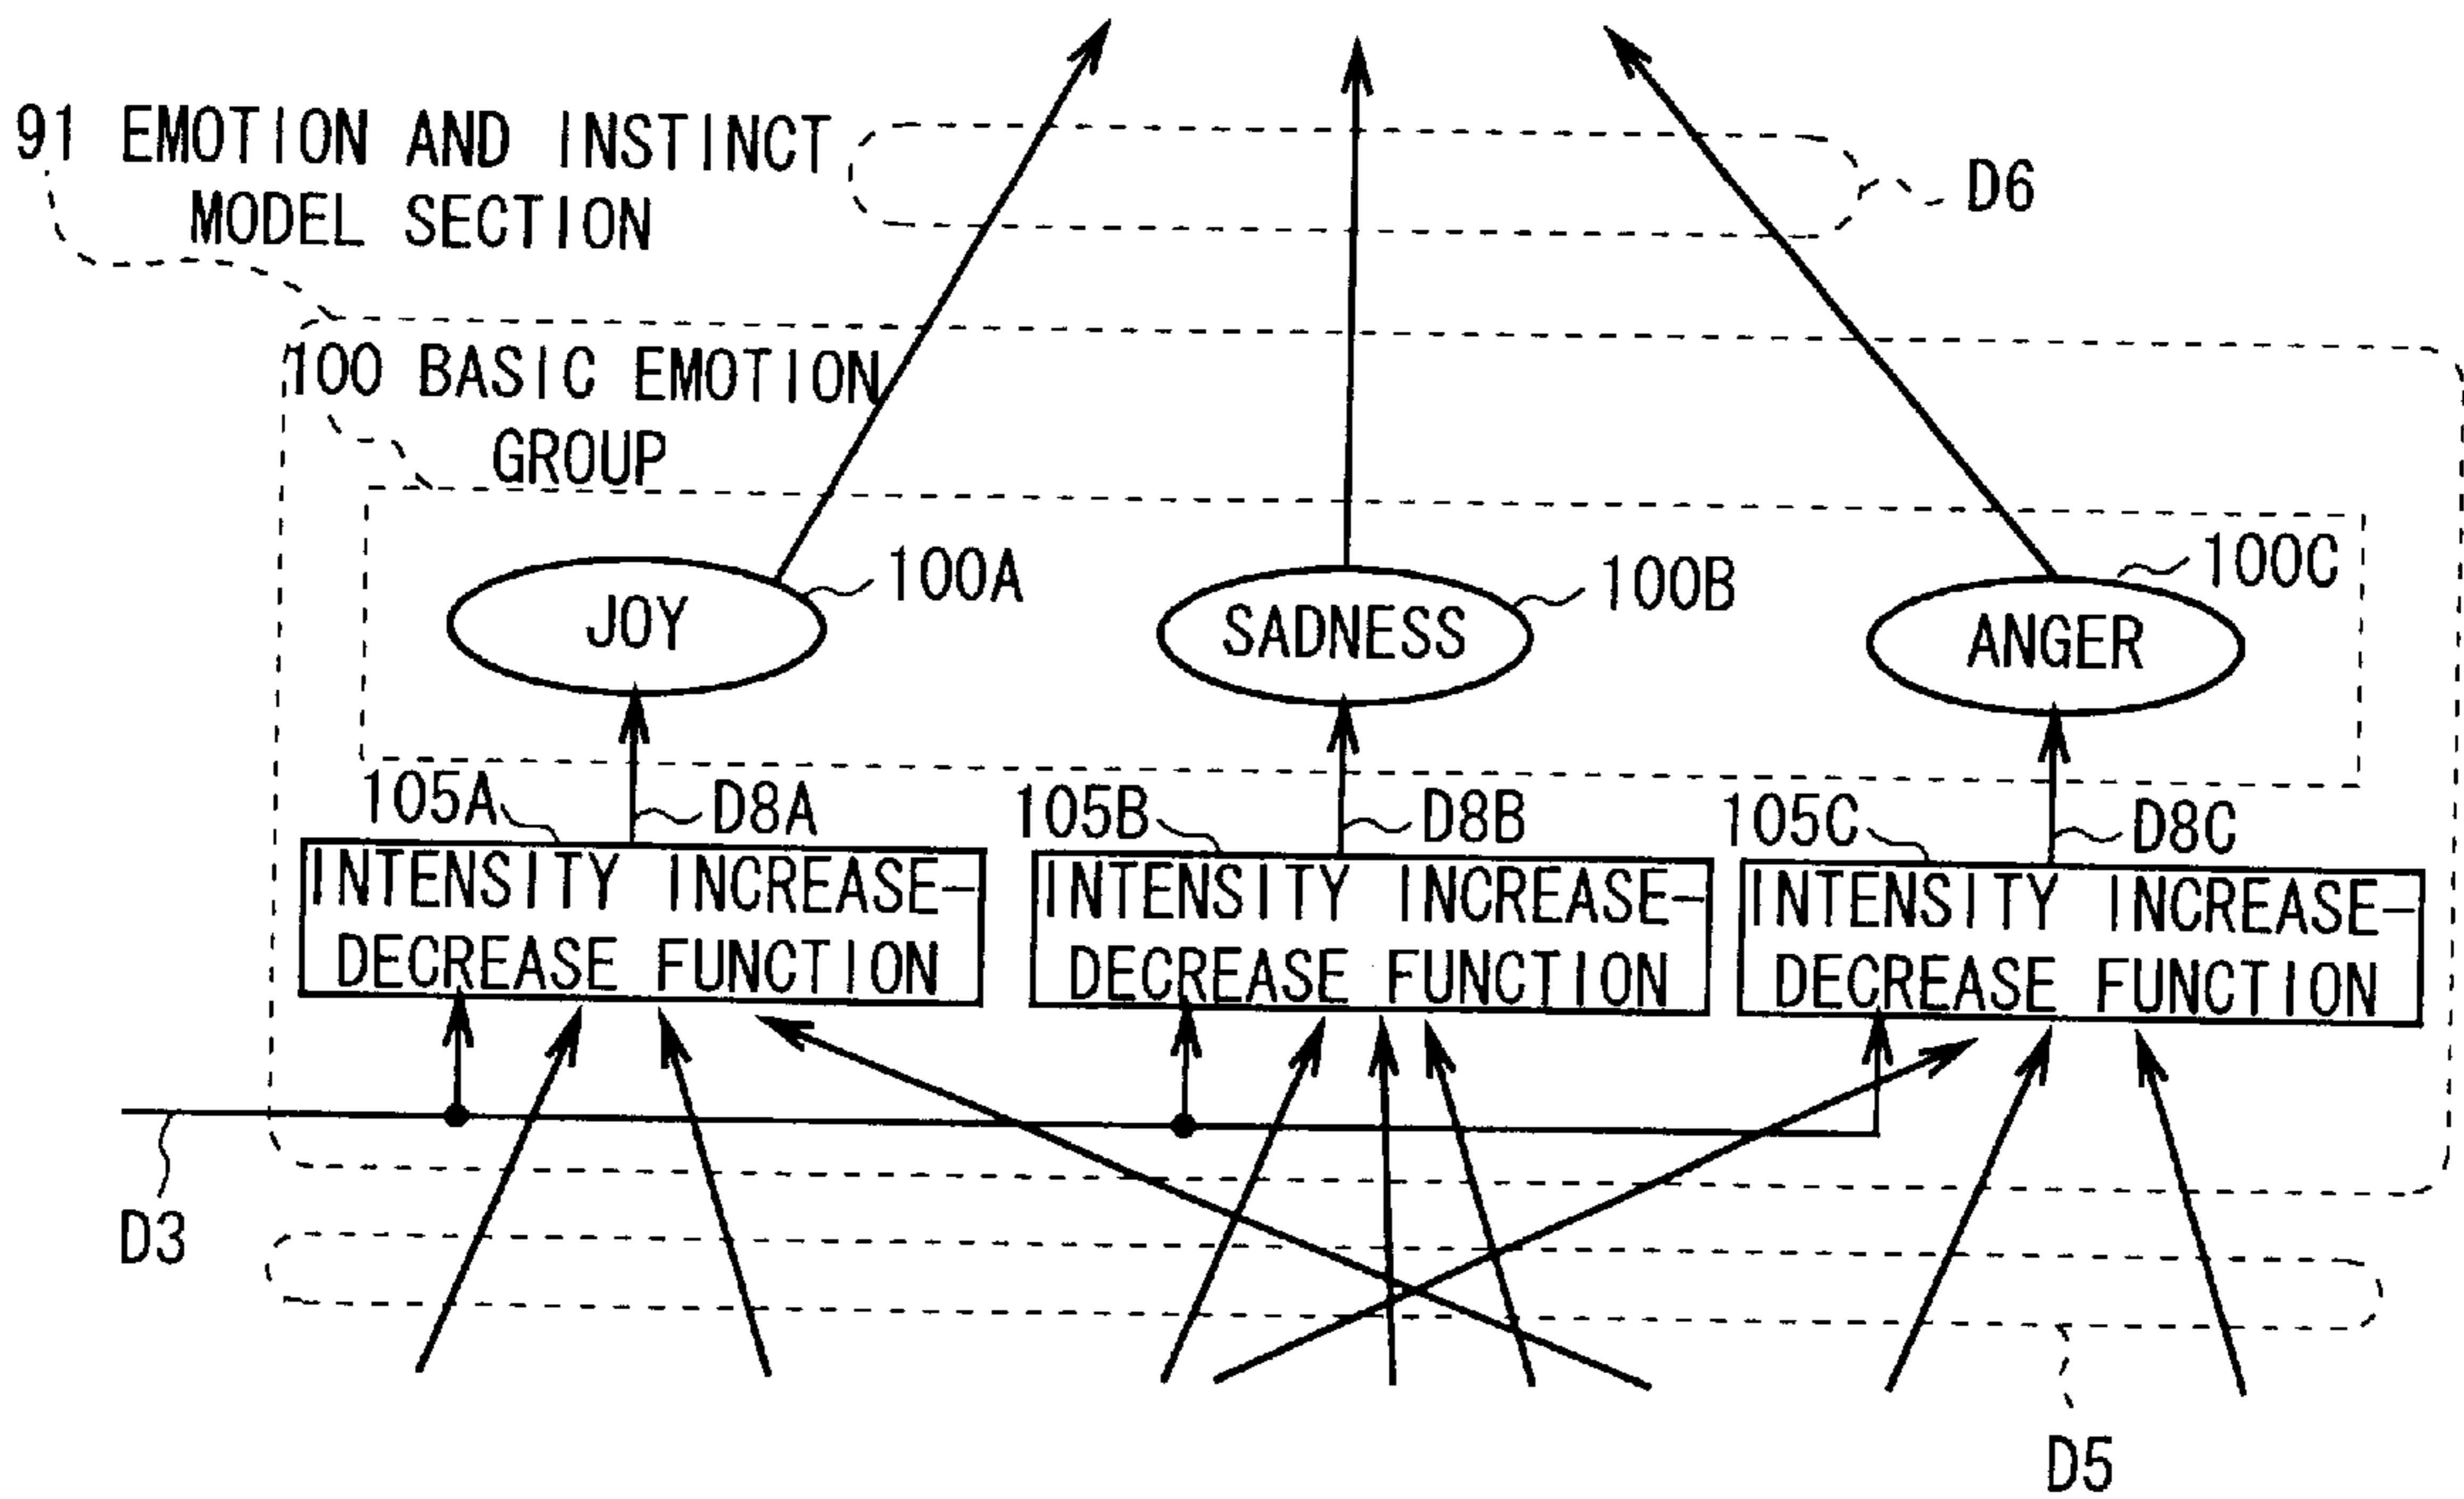 91 EMOTION AND INSTINCT
MODEL SECTION
D6
100 BASIC EMOTION
GROUP
JOY
100A
SADNESS
100B
ANGER
100C
105A
D8A
105B
D8B
105C
D8C
INTENSITY INCREASE-
DECREASE FUNCTION
INTENSITY INCREASE-
DECREASE FUNCTION
INTENSITY INCREASE-
DECREASE FUNCTION
D3
D5